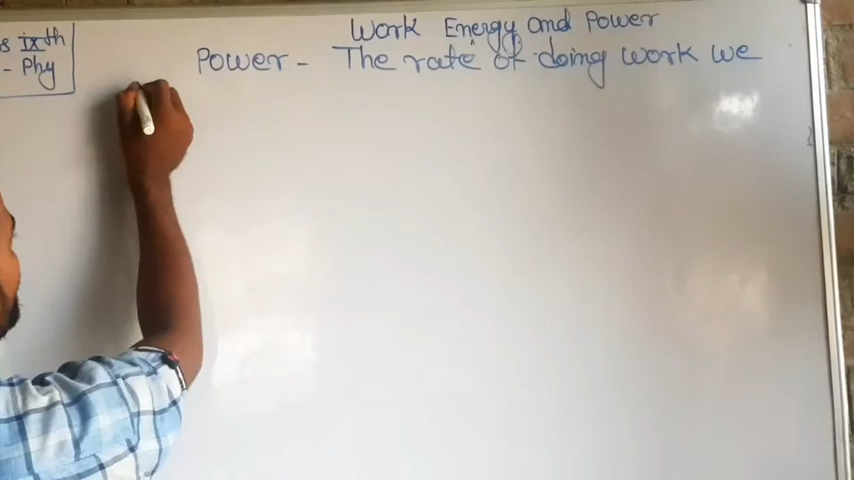 Work Energy and Power
s ixth
- Phy
Power - The rate of doing work we